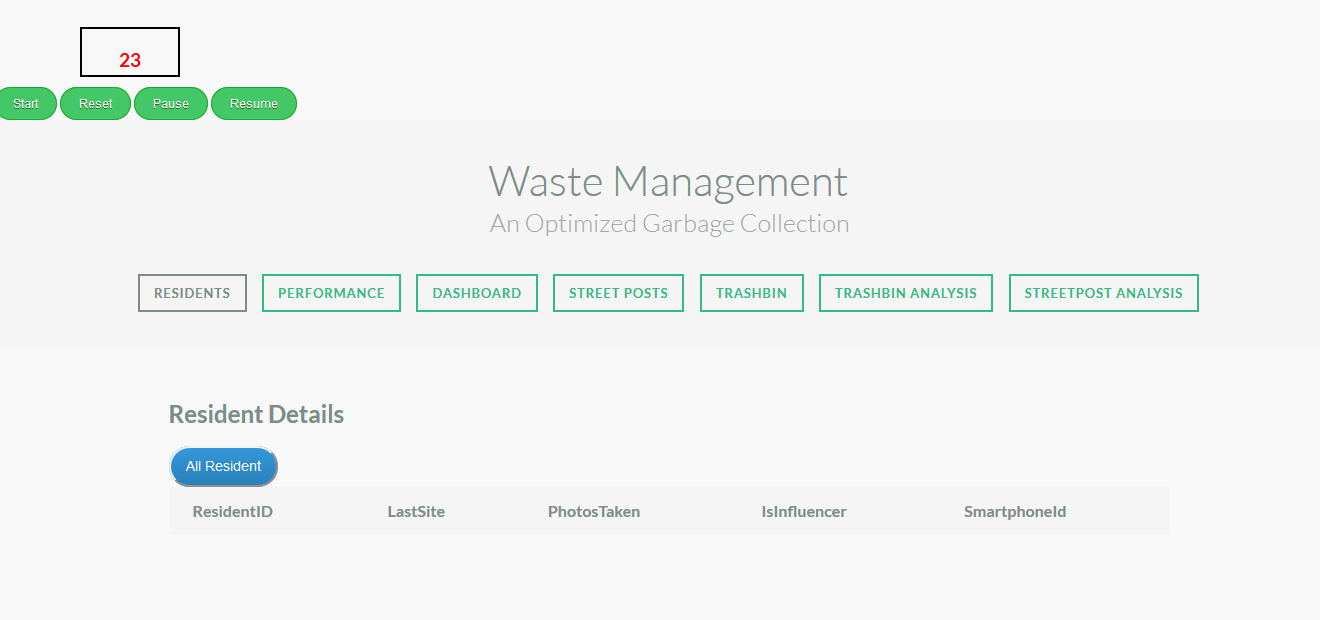 23
Start Reset Pause Resume
Waste Management
An Optimized Garbage Collection
RESIDENTS PERFORMANCE DASHBOARD STREET POSTS TRASHBIN TRASHBIN ANALYSIS STREETPOST ANALYSIS
Resident Details
All Resident
ResidentID LastSite PhotosTaken IsInfluencer SmartphoneId